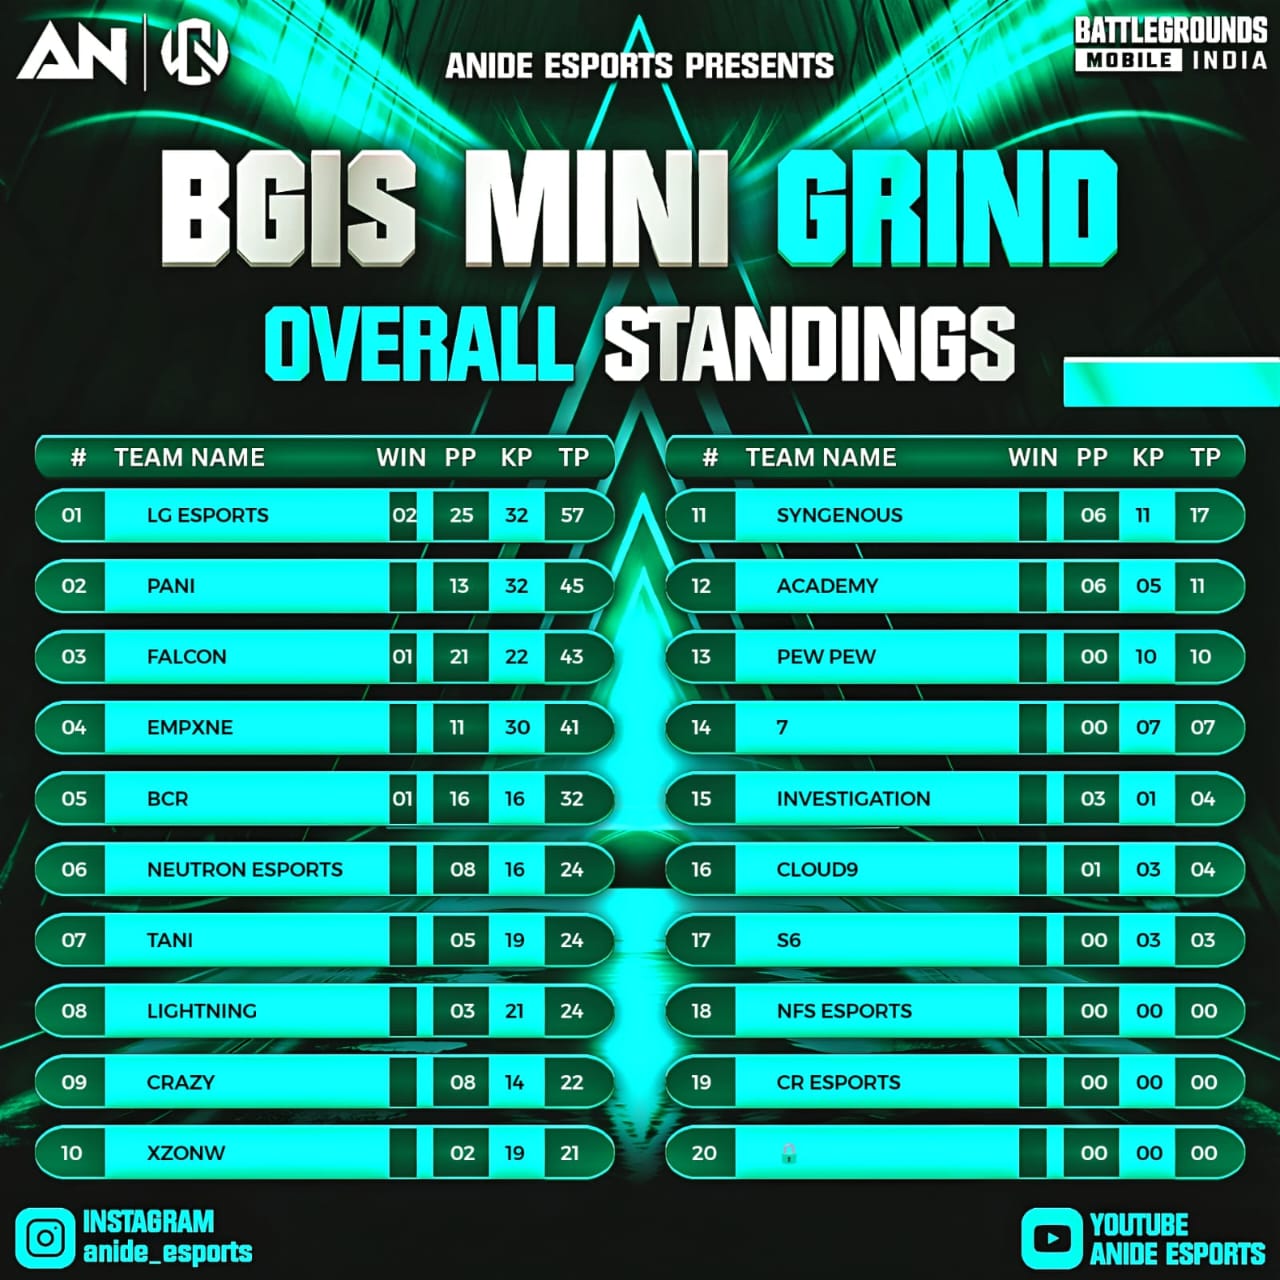 AN
ANIDE ESPORTS PRESENTS
BATTLEGROUNDS
MOBILE INDIA
BGIS MINI GRIND
OVERALL STANDINGS
# TEAM NAME WIN PP KP TP
01 LG ESPORTS 02 25 32 57
02 PANI 13 32 45
03 FALCON 01 21 22 43
04 EMPXNE 11 30 41
05 BCR 01 16 16 32
06 NEUTRON ESPORTS 08 16 24
07 TANI 05 19 24
08 LIGHTNING 03 21 24
09 CRAZY 08 14 22
10 XZONW 02 19 21
# TEAM NAME WIN PP KP TP
11 SYNGENOUS 06 11 17
12 ACADEMY 06 05 11
13 PEW PEW 00 10 10
14 7 00 07 07
15 INVESTIGATION 03 01 04
16 CLOUD9 01 03 04
17 S6 00 03 03
18 NFS ESPORTS 00 00 00
19 CR ESPORTS 00 00 00
20 🔒 00 00 00
INSTAGRAM
anide_esports
YOUTUBE
ANIDE ESPORTS